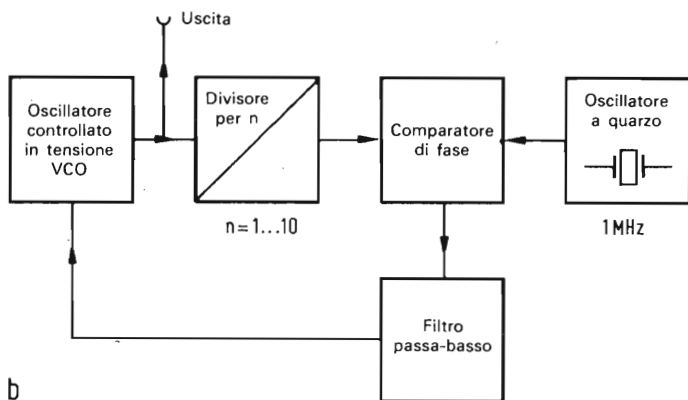 Uscita
Oscillatore
controllato
in tensione
VCO
Divisore
per n
n=1...10
Comparatore
di fase
Oscillatore
a quarzo
1MHz
Filtro
passa-basso
b